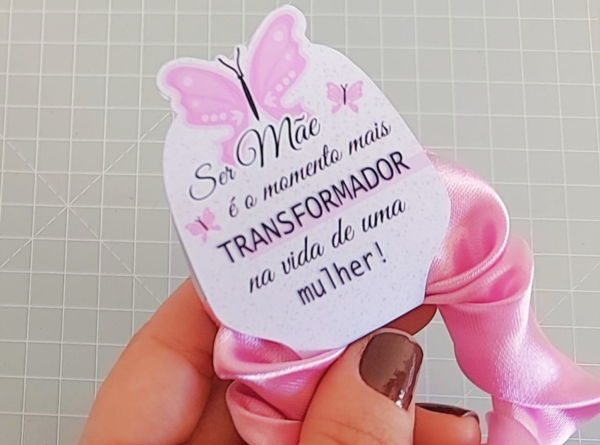 Ser Mãe
é o momento mais
TRANSFORMADOR
na vida de uma
mulher!